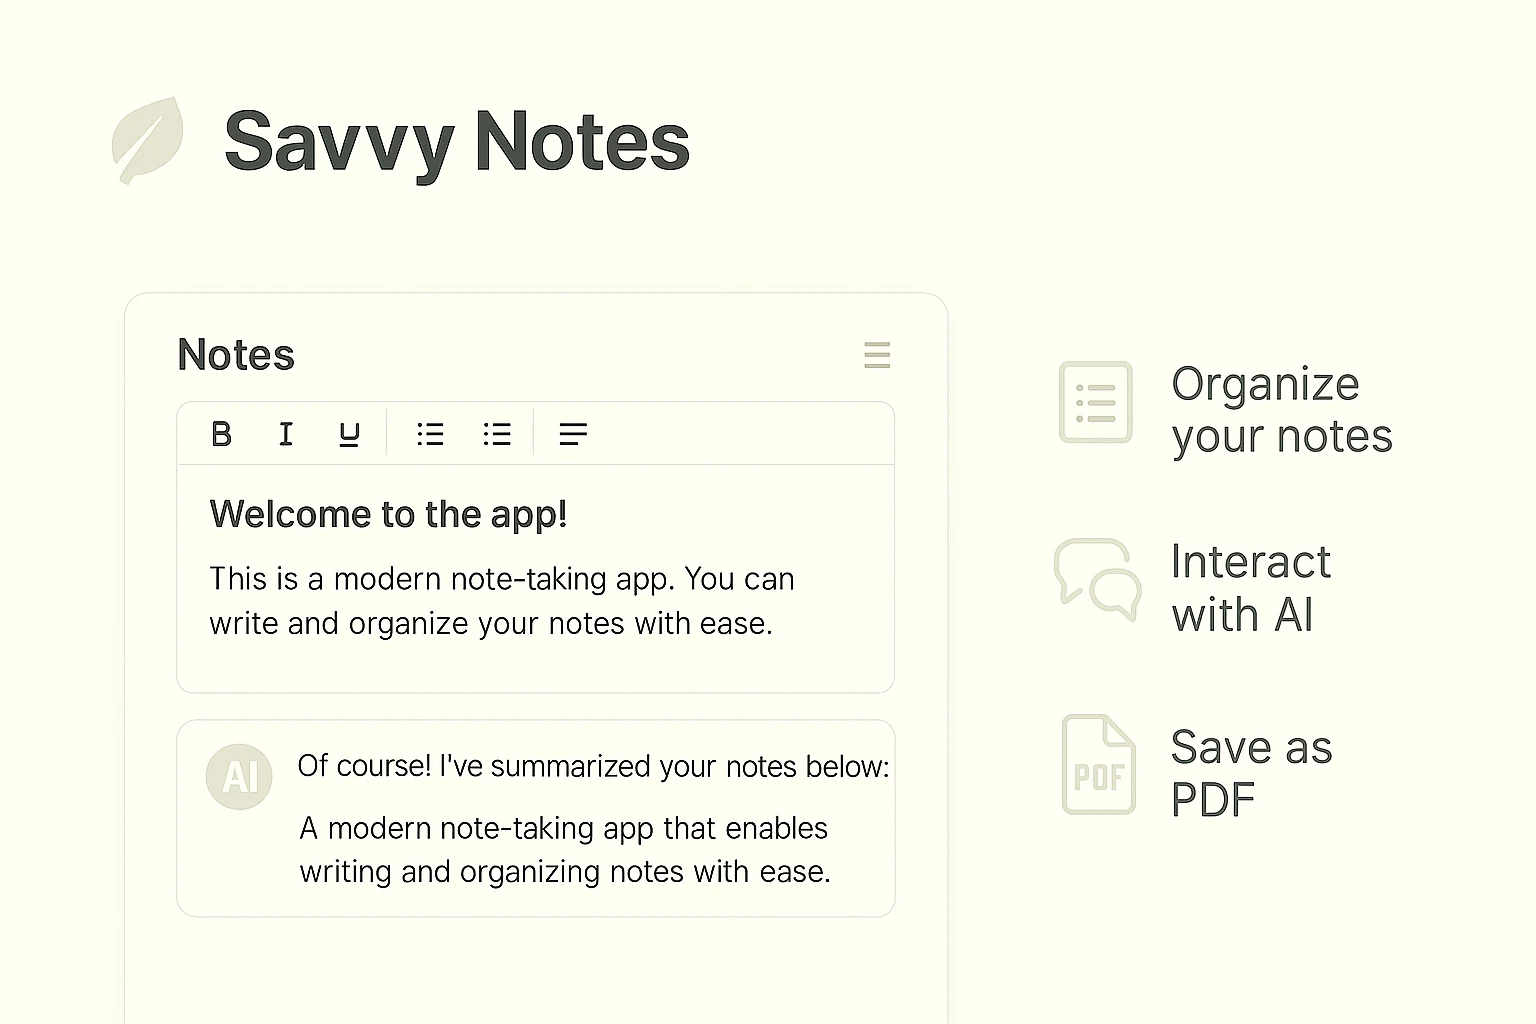 Savvy Notes
Notes
B I U
Welcome to the app!
This is a modern note-taking app. You can
write and organize your notes with ease.
AI
Of course! I've summarized your notes below:
A modern note-taking app that enables
writing and organizing notes with ease.
Organize
your notes
Interact
with AI
PDF
Save as
PDF